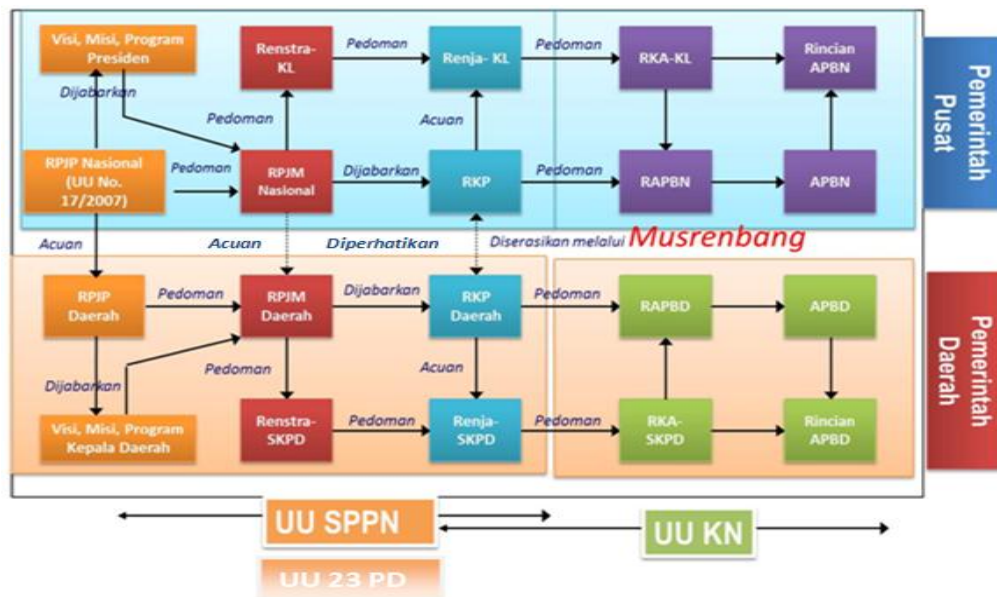 Visi, Misi, Program
Presiden
Renstra-
KL
Pedoman
Renja- KL
Pedoman
RKA-KL
Rincian
APBN
Dijabarkan
Pedoman
Acuan
RPJP Nasional
(UU No.
17/2007)
Pedoman
RPJM
Nasional
Dijabarkan
RKP
Pedoman
RAPBN
APBN
Pemerintah
Pusat
Acuan
Acuan
Diperhatikan
Diserasikan melalui Musrenbang
RPJP
Daerah
Pedoman
RPJM
Daerah
Dijabarkan
RKP
Daerah
Pedoman
RAPBD
APBD
Dijabarkan
Pedoman
Acuan
Visi, Misi, Program
Kepala Daerah
Renstra-
SKPD
Pedoman
Renja-
SKPD
Pedoman
RKA-
SKPD
Rincian
APBD
Pemerintah
Daerah
UU SPPN
UU KN
UU 23 PD